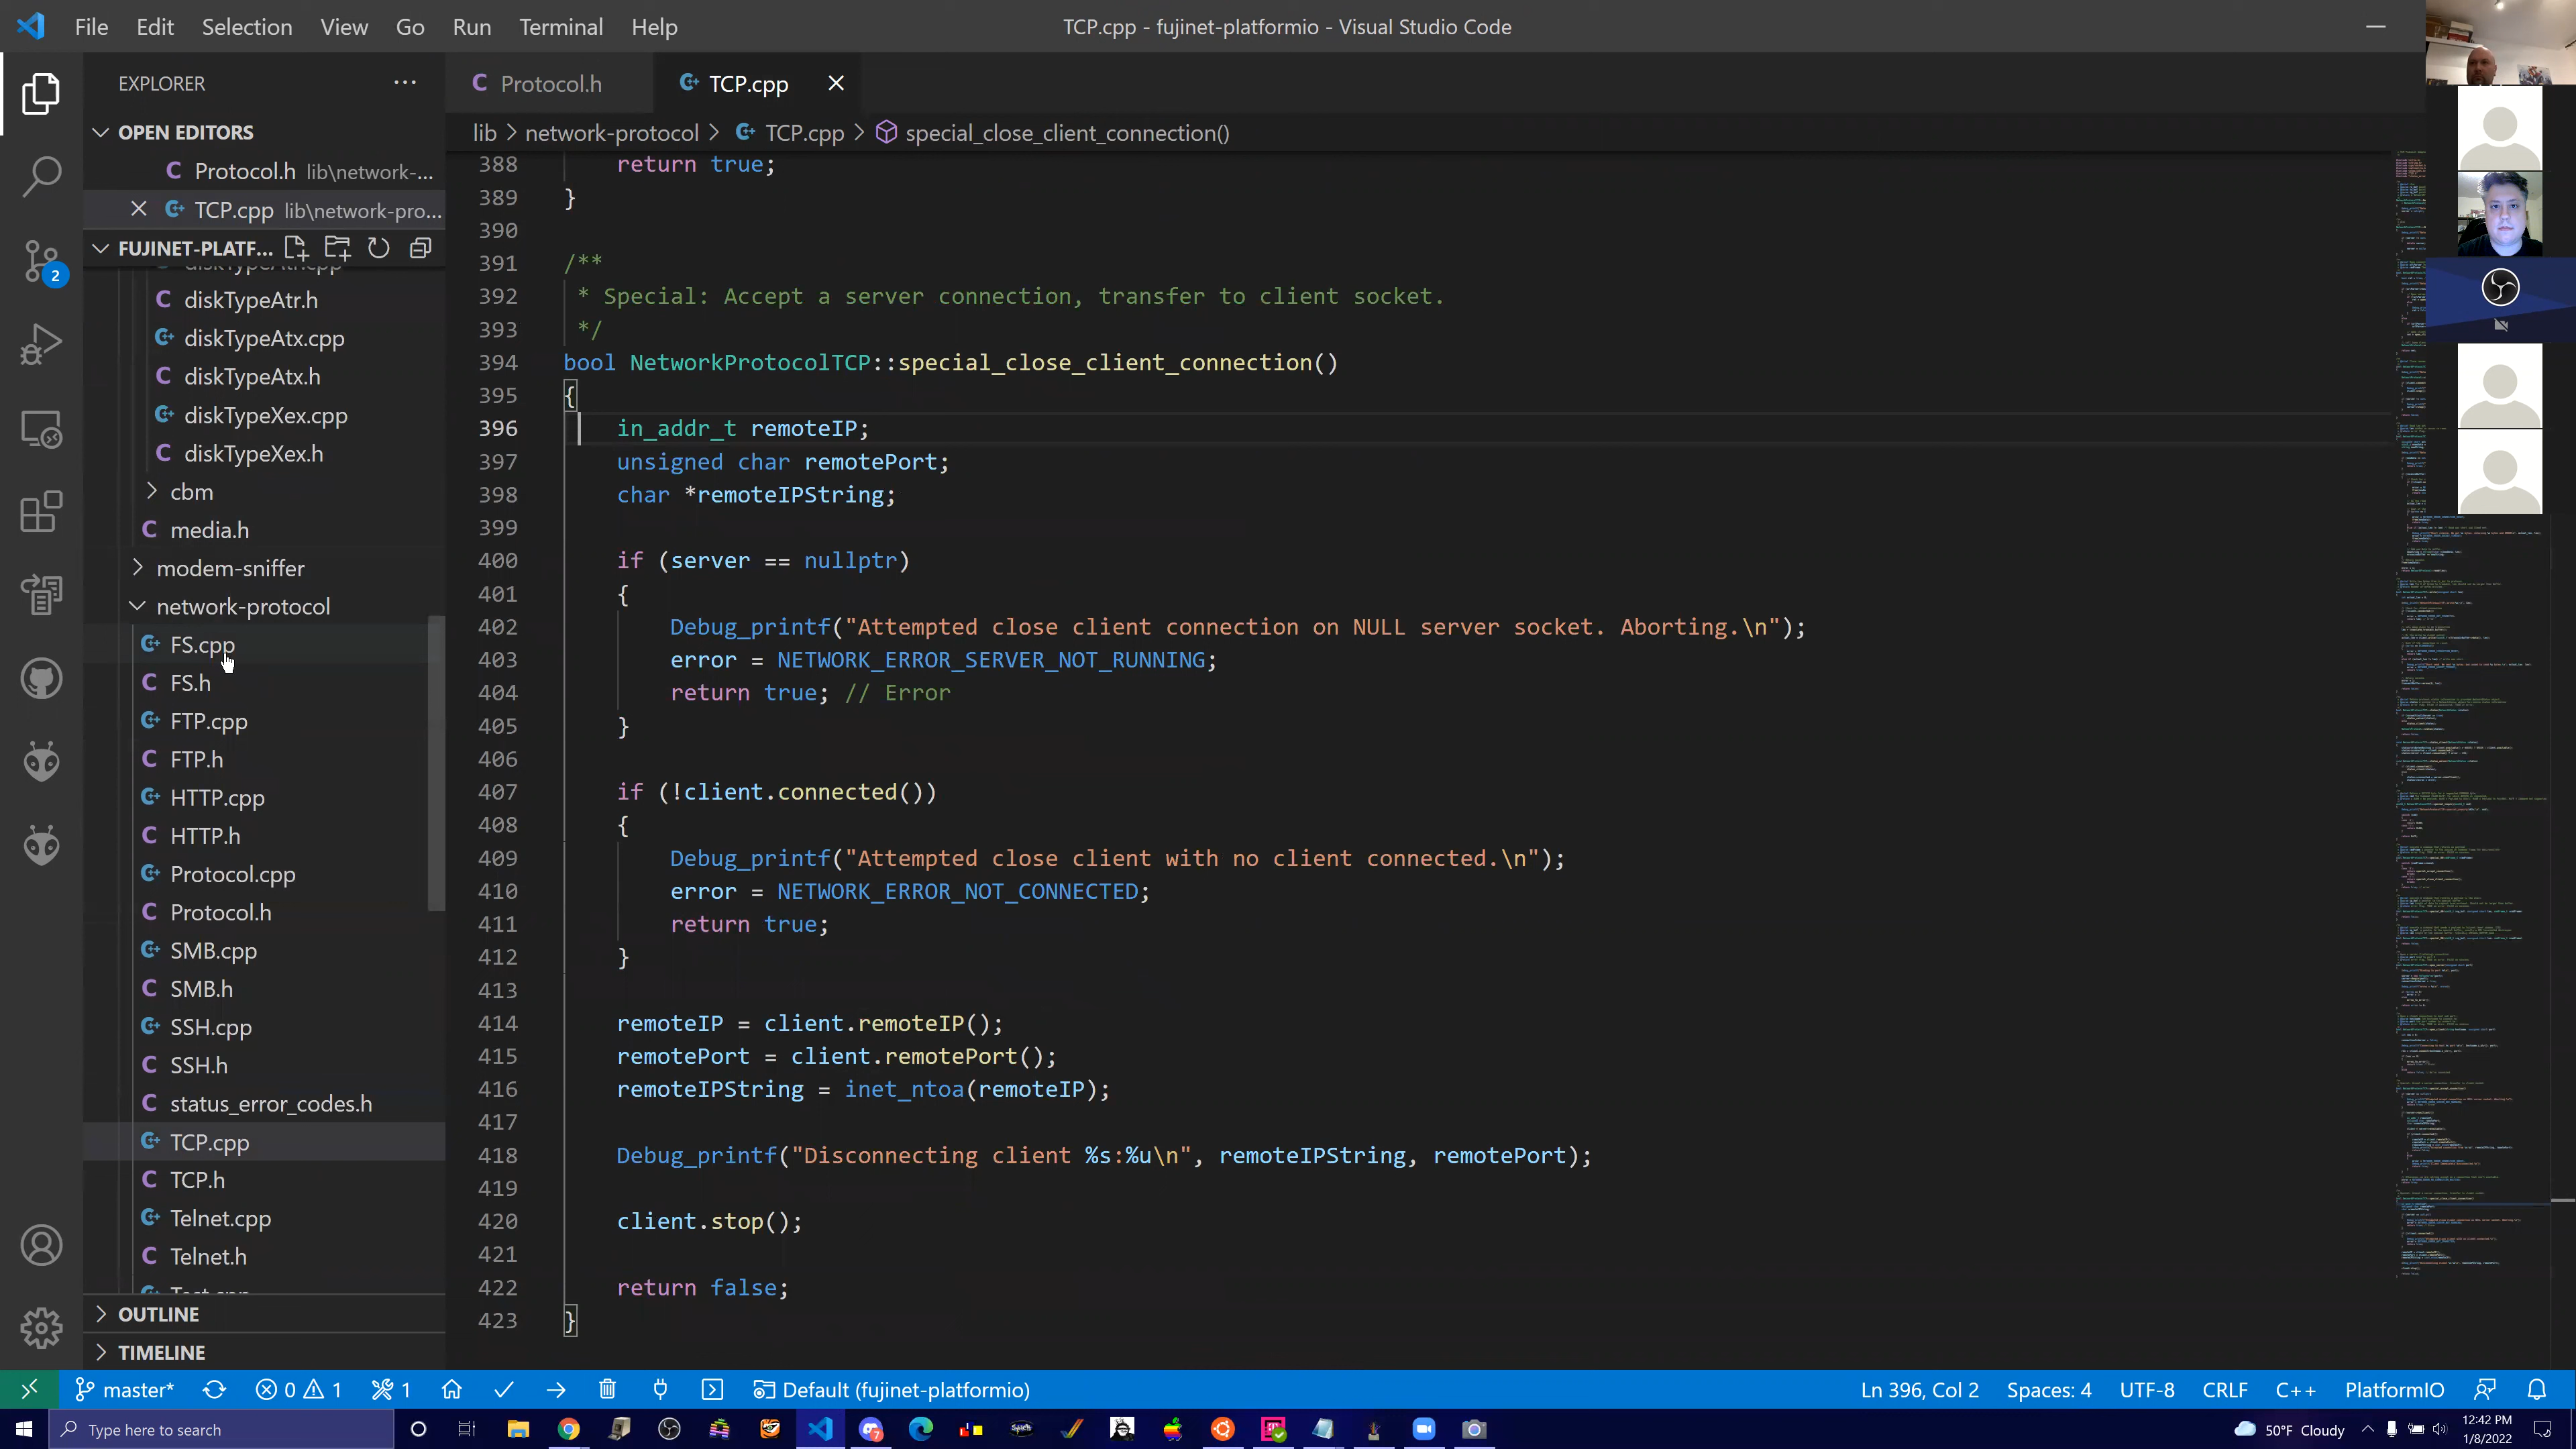 File Edit Selection View Go Run Terminal Help
TCP.cpp - fujinet-platformio - Visual Studio Code
EXPLORER
OPEN EDITORS
Protocol.h lib\network-...
TCP.cpp lib\network-pro...
FUJINET-PLATF...
diskTypeAtr.cpp
diskTypeAtr.h
diskTypeAtx.cpp
diskTypeAtx.h
diskTypeXex.cpp
diskTypeXex.h
cbm
media.h
modem-sniffer
network-protocol
FS.cpp
FS.h
FTP.cpp
FTP.h
HTTP.cpp
HTTP.h
Protocol.cpp
Protocol.h
SMB.cpp
SMB.h
SSH.cpp
SSH.h
status_error_codes.h
TCP.cpp
TCP.h
Telnet.cpp
Telnet.h
Test.cpp
OUTLINE
TIMELINE
2
Protocol.h
TCP.cpp
lib > network-protocol > TCP.cpp > special_close_client_connection()
388 return true;
389 }
390
391 /**
392 * Special: Accept a server connection, transfer to client socket.
393 */
394 bool NetworkProtocolTCP::special_close_client_connection()
395 {
396 in_addr_t remoteIP;
397 unsigned char remotePort;
398 char *remoteIPString;
399
400 if (server == nullptr)
401 {
402 Debug_printf("Attempted close client connection on NULL server socket. Aborting.\n");
403 error = NETWORK_ERROR_SERVER_NOT_RUNNING;
404 return true; // Error
405 }
406
407 if (!client.connected())
408 {
409 Debug_printf("Attempted close client with no client connected.\n");
410 error = NETWORK_ERROR_NOT_CONNECTED;
411 return true;
412 }
413
414 remoteIP = client.remoteIP();
415 remotePort = client.remotePort();
416 remoteIPString = inet_ntoa(remoteIP);
417
418 Debug_printf("Disconnecting client %s:%u\n", remoteIPString, remotePort);
419
420 client.stop();
421
422 return false;
423 }
master* 0 1 1 Default (fujinet-platformio)
Ln 396, Col 2 Spaces: 4 UTF-8 CRLF C++ PlatformIO
Type here to search
50°F Cloudy
12:42 PM
1/8/2022